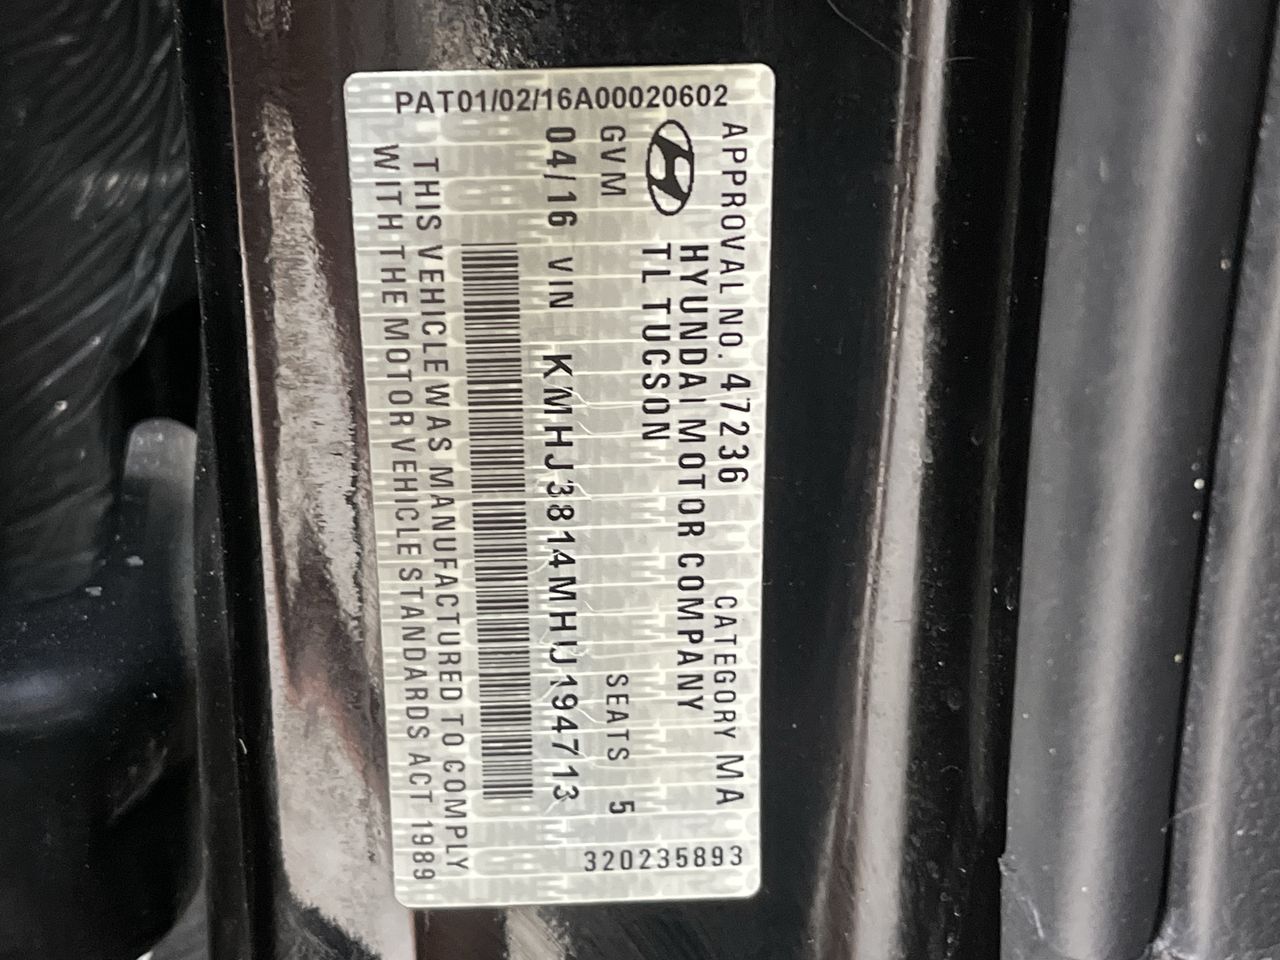 PAT01/02/16A00020602
APPROVAL NO. 47236 CATEGORY MA
HYUNDAI MOTOR COMPANY
TL TUCSON
GVM SEATS 5
04/16 VIN KMHJ3814MHU194713
THIS VEHICLE WAS MANUFACTURED TO COMPLY
WITH THE MOTOR VEHICLE STANDARDS ACT 1989
320235893